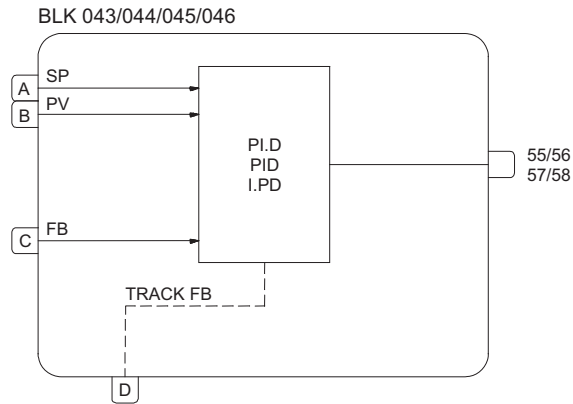 BLK 043/044/045/046
A SP
B PV
PI.D
PID
I.PD
55/56
57/58
C FB
TRACK FB
D